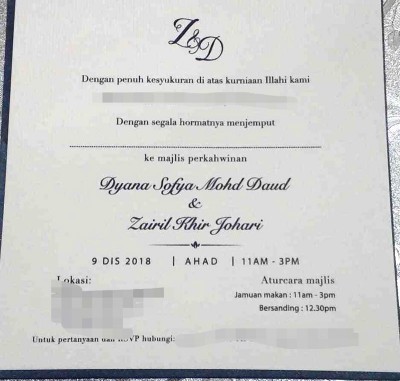 Z&D
Dengan penuh kesyukuran di atas kurniaan Illahi kami
Dengan segala hormatnya menjemput
ke majlis perkahwinan
Dyana Sofya Mohd Daud
&
Zairil Khir Johari
9 DIS 2018 | AHAD | 11AM - 3PM
Lokasi:
Aturcara majlis
Jamuan makan : 11am - 3pm
Bersanding : 12.30pm
Untuk pertanyaan dan RSVP hubungi: